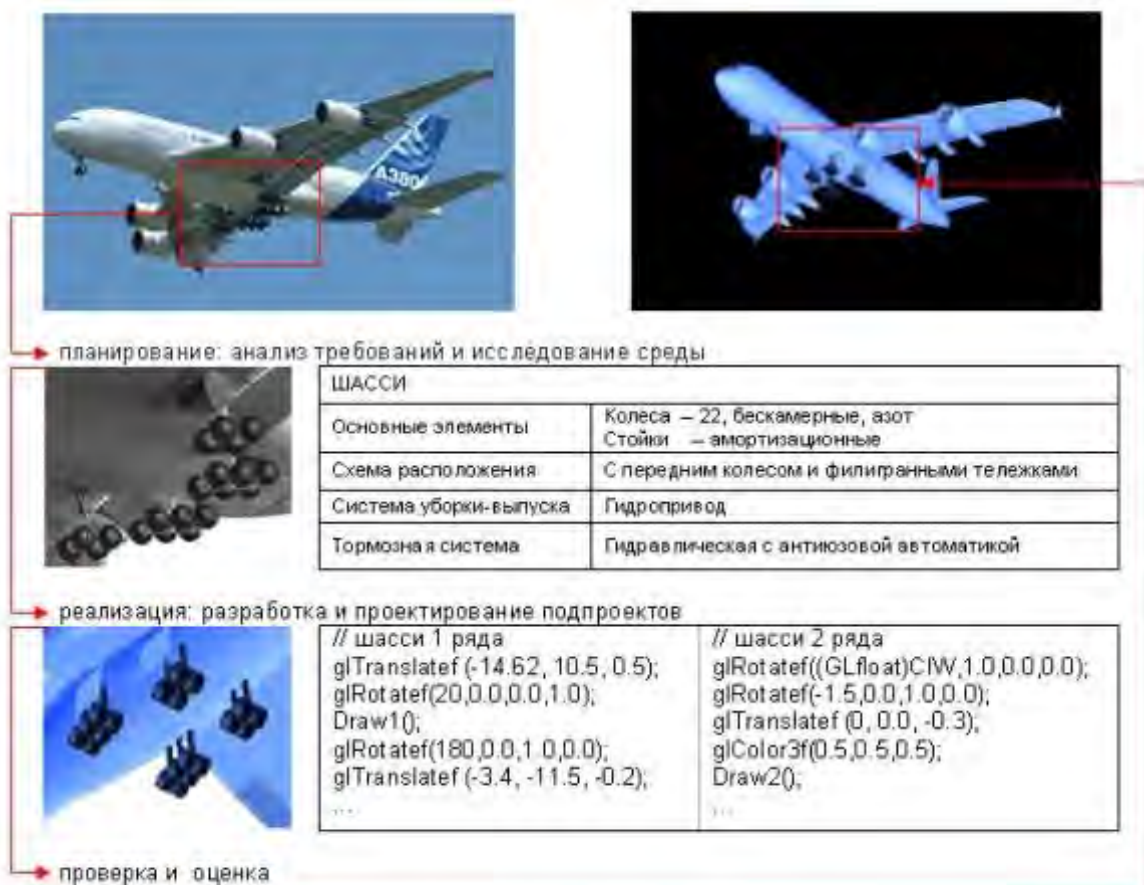 A380
планирование: анализ требований и исследование среды
ШАССИ
Основные элементы
Колеса – 22, бескамерные, азот
Стойки – амортизационные
Схема расположения
С передним колесом и филигранными тележками
Система уборки-выпуска
Гидропривод
Тормозная система
Гидравлическая с антиюзовой автоматикой
реализация: разработка и проектирование подпроектов
// шасси 1 ряда
glTranslatef (-14.62, 10.5, 0.5);
glRotatef(20,0.0,0.0,1.0);
Draw1();
glRotatef(180,0.0,1.0,0.0);
glTranslatef (-3.4, -11.5, -0.2);
...
// шасси 2 ряда
glRotatef((GLfloat)CIW,1.0,0.0,0.0);
glRotatef(-1.5,0.0,1.0,0.0);
glTranslatef (0, 0.0, -0.3);
glColor3f(0.5,0.5,0.5);
Draw2();
...
проверка и оценка